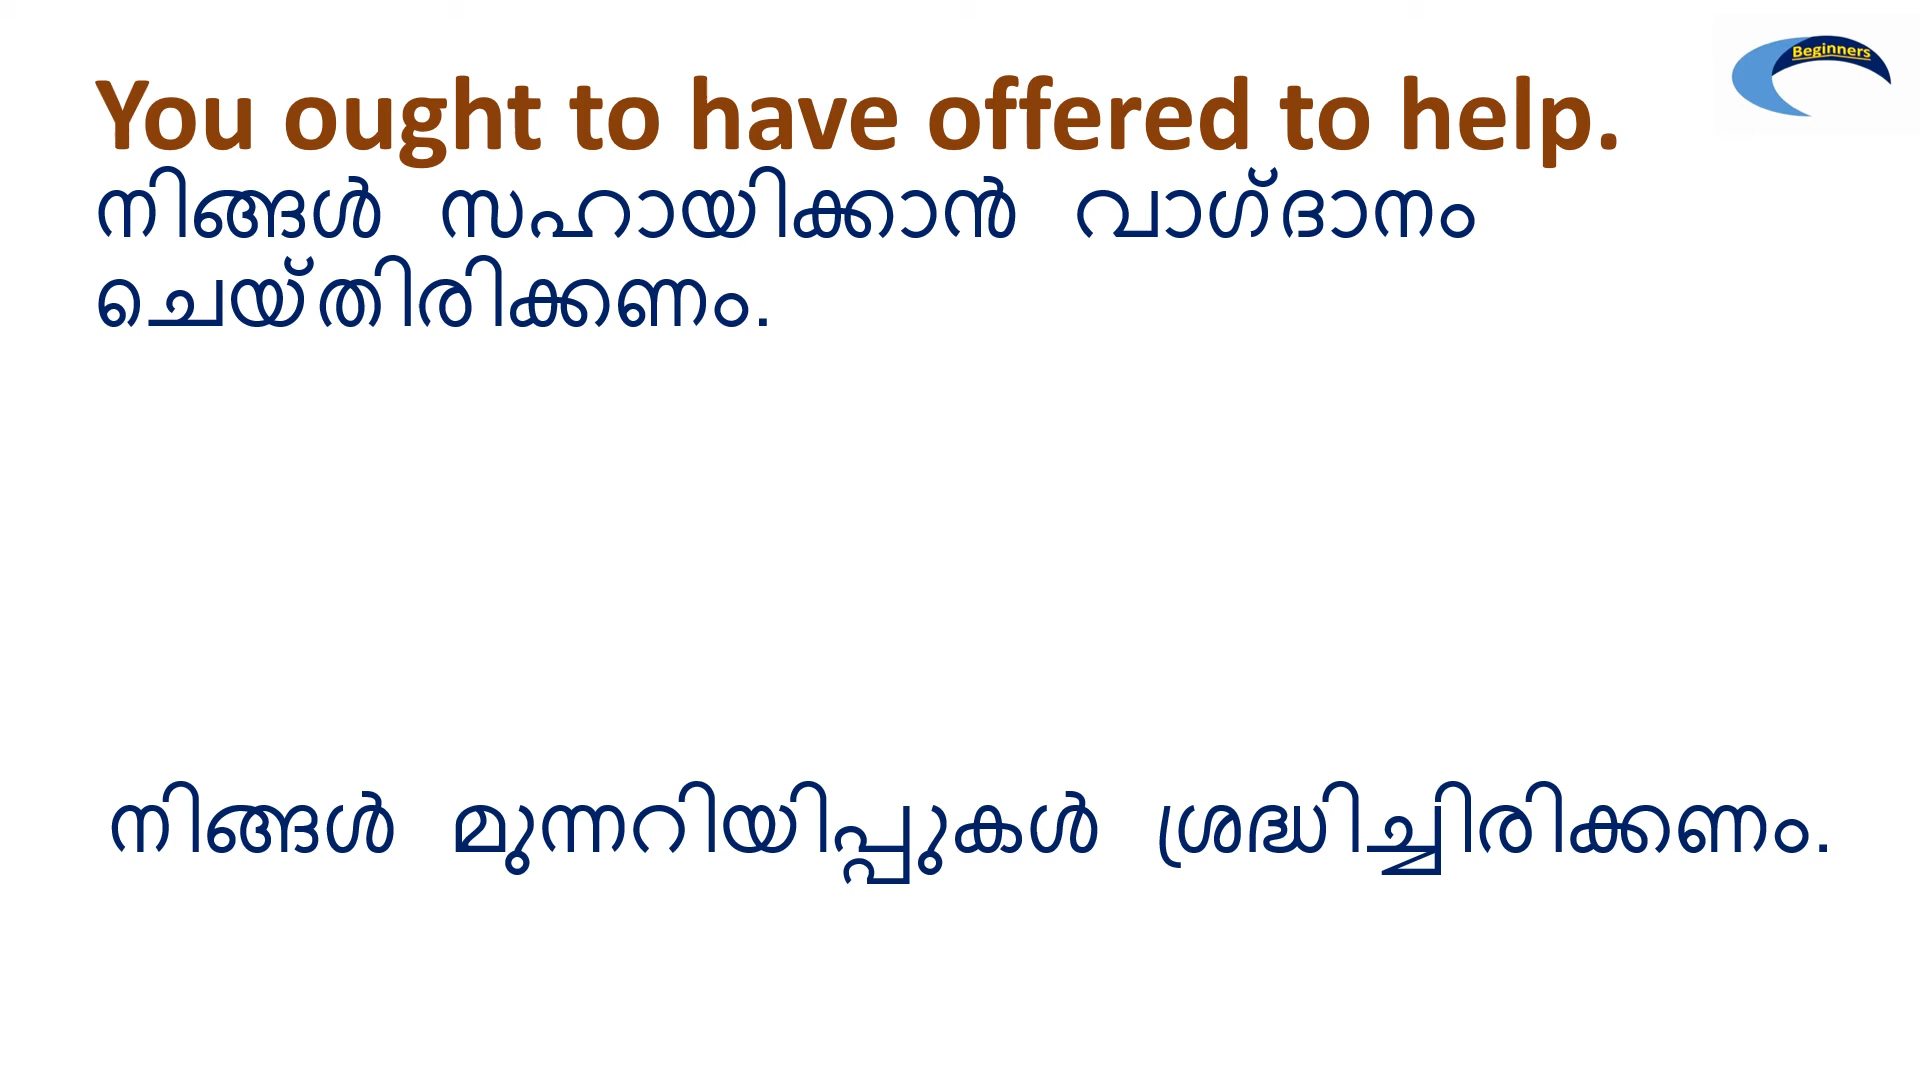 Beginners
You ought to have offered to help.
നിങ്ങൾ സഹായിക്കാൻ വാഗ്ദാനം
ചെയ്തിരിക്കണം.
നിങ്ങൾ മുന്നറിയിപ്പുകൾ ശ്രദ്ധിച്ചിരിക്കണം.